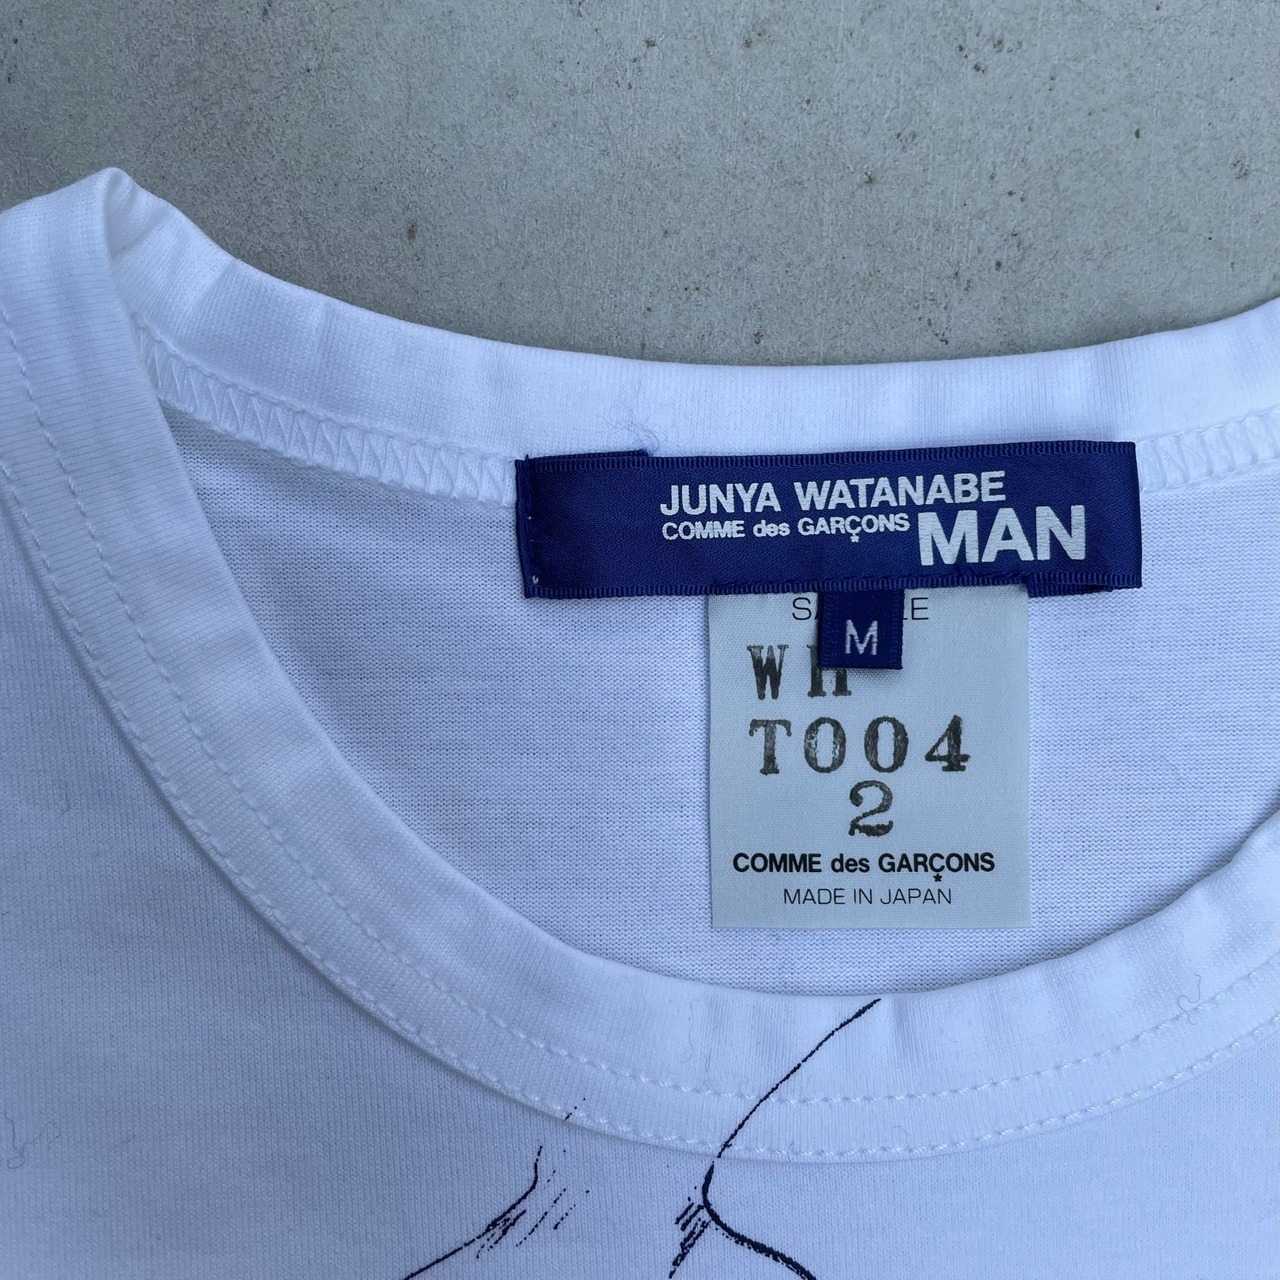 JUNYA WATANABE
COMME des GARÇONS MAN
M
WH
T004
2
COMME des GARÇONS
MADE IN JAPAN